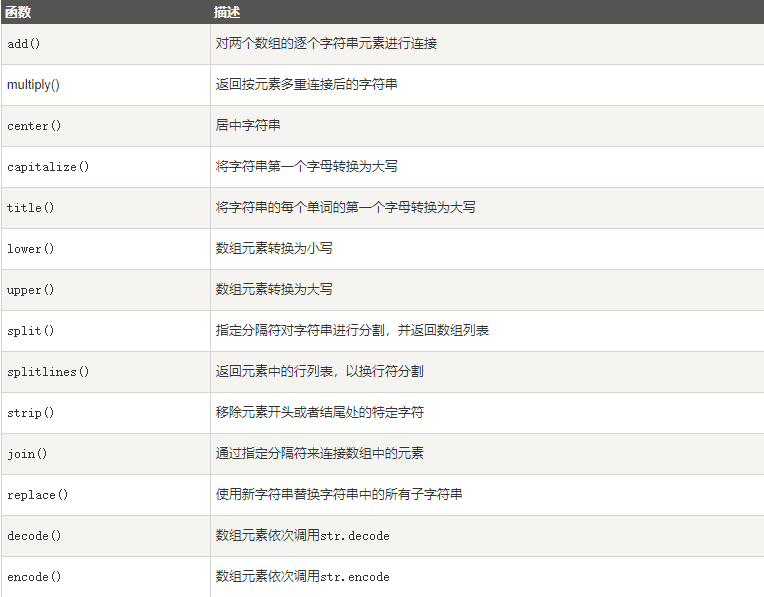 函数 描述
add() 对两个数组的逐个字符串元素进行连接
multiply() 返回按元素多重连接后的字符串
center() 居中字符串
capitalize() 将字符串第一个字母转换为大写
title() 将字符串的每个单词的第一个字母转换为大写
lower() 数组元素转换为小写
upper() 数组元素转换为大写
split() 指定分隔符对字符串进行分割，并返回数组列表
splitlines() 返回元素中的行列表，以换行符分割
strip() 移除元素开头或者结尾处的特定字符
join() 通过指定分隔符来连接数组中的元素
replace() 使用新字符串替换字符串中的所有子字符串
decode() 数组元素依次调用str.decode
encode() 数组元素依次调用str.encode